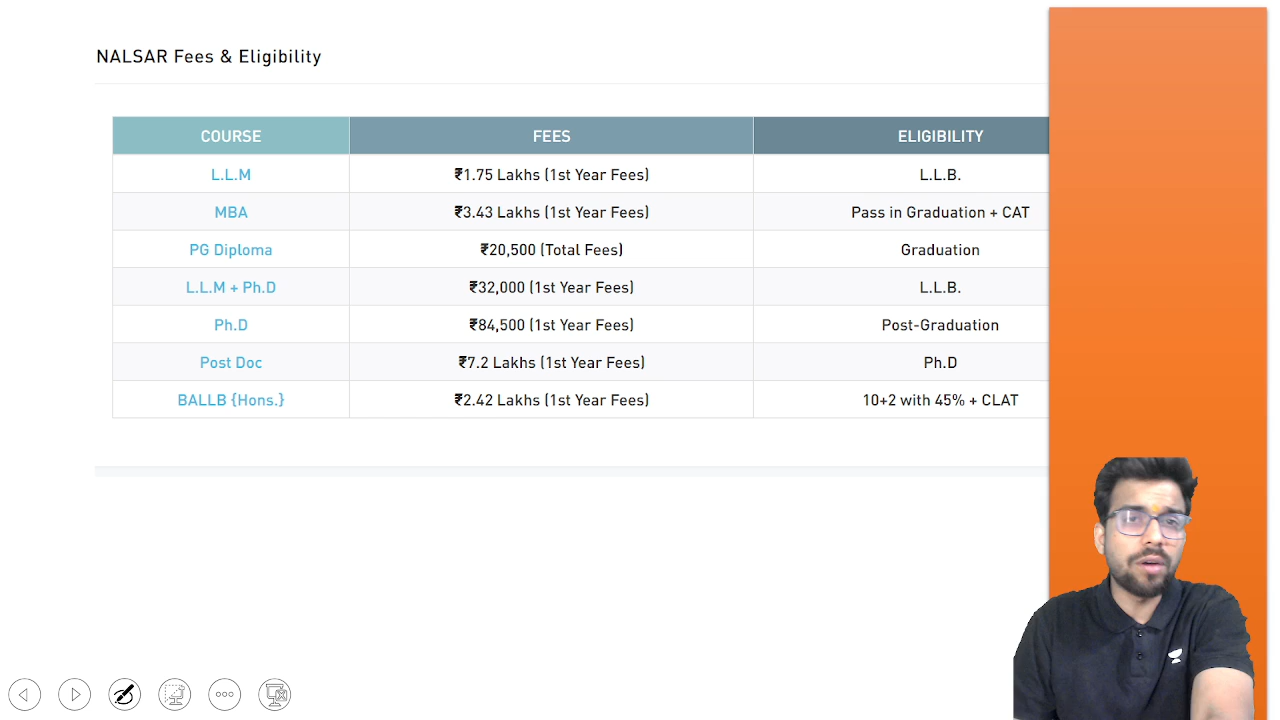 NALSAR Fees & Eligibility
COURSE FEES ELIGIBILITY
L.L.M ₹1.75 Lakhs (1st Year Fees) L.L.B.
MBA ₹3.43 Lakhs (1st Year Fees) Pass in Graduation + CAT
PG Diploma ₹20,500 (Total Fees) Graduation
L.L.M + Ph.D ₹32,000 (1st Year Fees) L.L.B.
Ph.D ₹84,500 (1st Year Fees) Post-Graduation
Post Doc ₹7.2 Lakhs (1st Year Fees) Ph.D
BALLB {Hons.} ₹2.42 Lakhs (1st Year Fees) 10+2 with 45% + CLAT